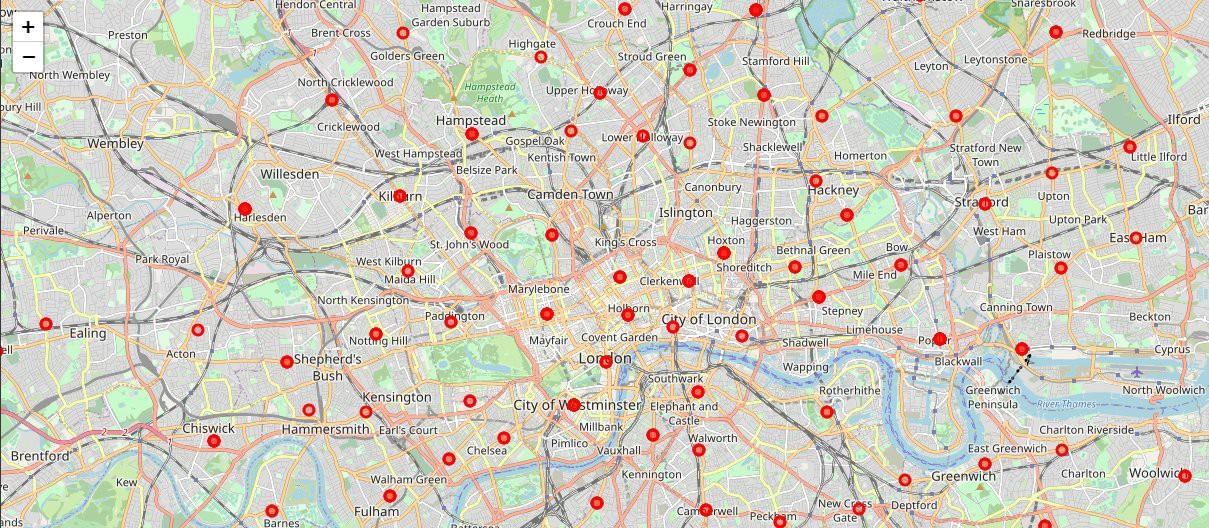 +
−
Hendon Central
Hampstead
Garden Suburb
Crouch End
Harringay
Sharesbrook
Preston
Brent Cross
Golders Green
Highgate
Stroud Green
Stamford Hill
Leyton
Leytonstone
Redbridge
North Wembley
North Cricklewood
Hampstead
Heath
Upper Holloway
bury Hill
Cricklewood
Hampstead
Gospel Oak
Lower Holloway
Stoke Newington
Ilford
Wembley
West Hampstead
Kentish Town
Shacklewell
Homerton
Stratford New
Town
Little Ilford
Willesden
Belsize Park
Kilburn
Camden Town
Canonbury
Hackney
Stratford
Upton
Bar
Alpertón
Perivale
Harlesden
Islington
Haggerston
Upton Park
West Ham
East Ham
Park Royal
St. John's Wood
King's Cross
Hoxton
Bethnal Green
Bow
Plaistow
West Kilburn
Maida Hill
Marylebone
Clerkenwell
Shoreditch
Mile End
North Kensington
Paddington
Holborn
City of London
Stepney
Canning Town
Beckton
Ealing
Acton
Notting Hill
Mayfair
Covent Garden
Shadwell
Limehouse
Poplar
Cyprus
ell
Shepherd's
Bush
London
Wapping
Blackwall
Kensington
Southwark
Rotherhithe
Greenwich
Peninsula
North Woolwich
River Thames
City of Westminster
Elephant and
Castle
Chiswick
Hammersmith
Earl's Court
Millbank
Pimlico
Walworth
Charlton Riverside
Brentford
Chelsea
Vauxhall
East Greenwich
Kew
Walham Green
Kennington
Greenwich
Charlton
Woolwich
Fulham
Barnes
Battersea
Camberwell
Peckham
New Cross
Gate
Deptford
ands